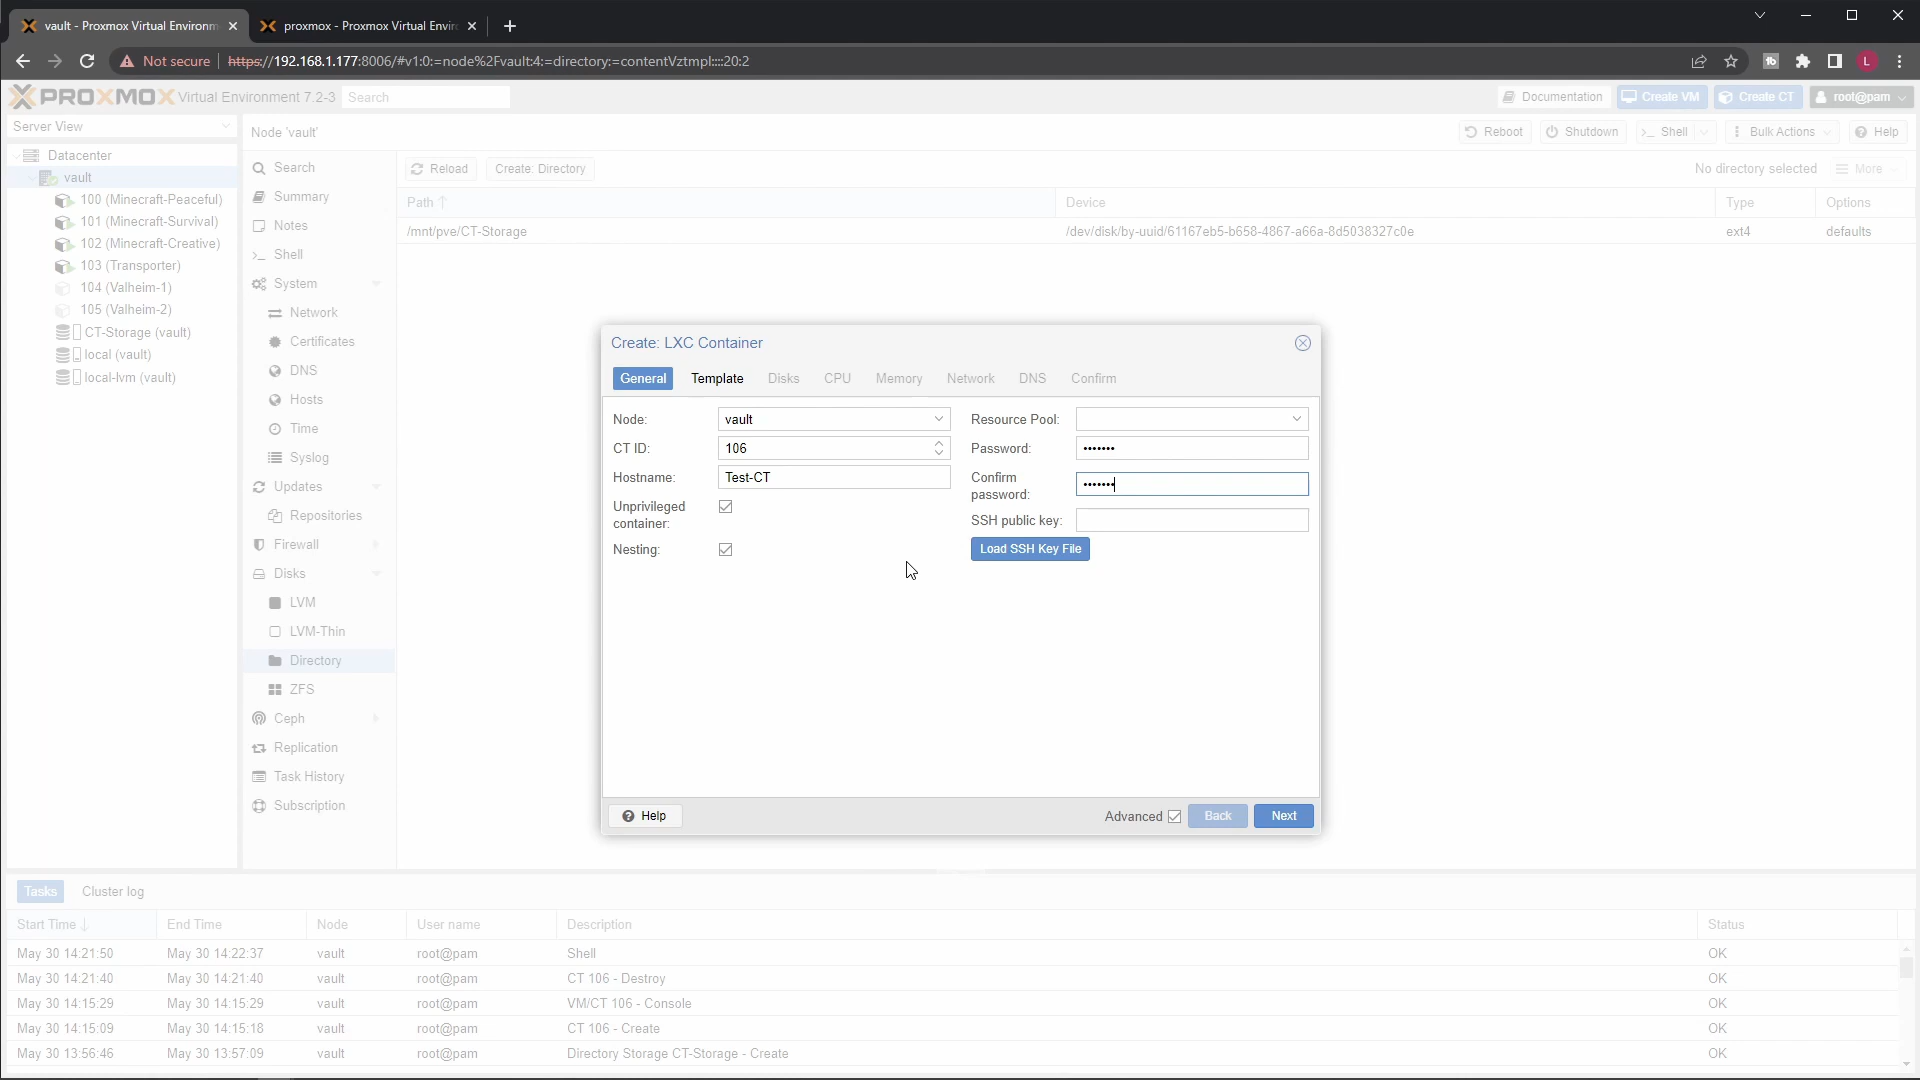 vault - Proxmox Virtual Environm
proxmox - Proxmox Virtual Envir
Not secure
https://192.168.1.177:8006/#v1:0:=node%2Fvault:4:=directory:=contentVztmpl::::20:2
L
PROXMOX Virtual Environment 7.2-3
Search
Documentation
Create VM
Create CT
root@pam
Server View
Node 'vault'
Reboot
Shutdown
>_ Shell
Bulk Actions
Help
Datacenter
vault
100 (Minecraft-Peaceful)
101 (Minecraft-Survival)
102 (Minecraft-Creative)
103 (Transporter)
104 (Valheim-1)
105 (Valheim-2)
CT-Storage (vault)
local (vault)
local-lvm (vault)
Search
Summary
Notes
>_ Shell
System
Network
Certificates
DNS
Hosts
Time
Syslog
Updates
Repositories
Firewall
Disks
LVM
LVM-Thin
Directory
ZFS
Ceph
Replication
Task History
Subscription
Reload
Create: Directory
No directory selected
More
Path
Device
Type
Options
/mnt/pve/CT-Storage
/dev/disk/by-uuid/61167eb5-b658-4867-a66a-8d5038327c0e
ext4
defaults
Create: LXC Container
General
Template
Disks
CPU
Memory
Network
DNS
Confirm
Node:
vault
CT ID:
106
Hostname:
Test-CT
Unprivileged
container:
Nesting:
Resource Pool:
Password:
•••••••
Confirm
password:
•••••••
SSH public key:
Load SSH Key File
Help
Advanced
Back
Next
Tasks
Cluster log
Start Time
End Time
Node
User name
Description
Status
May 30 14:21:50 May 30 14:22:37 vault root@pam Shell OK
May 30 14:21:40 May 30 14:21:40 vault root@pam CT 106 - Destroy OK
May 30 14:15:29 May 30 14:15:29 vault root@pam VM/CT 106 - Console OK
May 30 14:15:09 May 30 14:15:18 vault root@pam CT 106 - Create OK
May 30 13:56:46 May 30 13:57:09 vault root@pam Directory Storage CT-Storage - Create OK